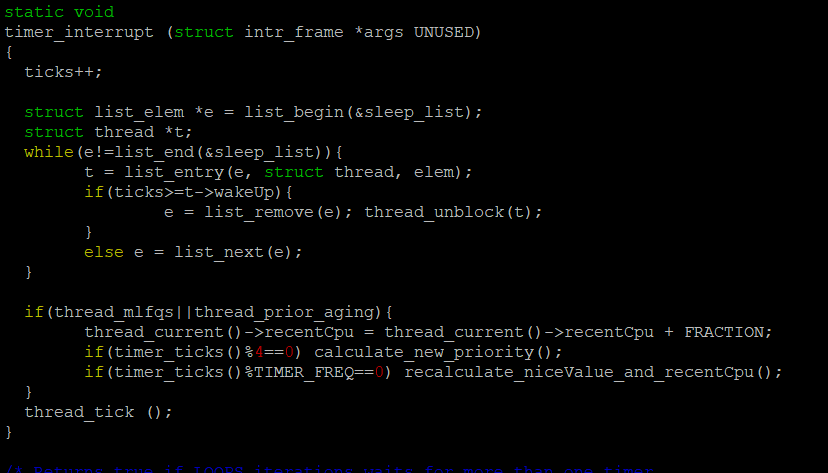 static void
timer_interrupt (struct intr_frame *args UNUSED)
{
  ticks++;

  struct list_elem *e = list_begin(&sleep_list);
  struct thread *t;
  while(e!=list_end(&sleep_list)){
        t = list_entry(e, struct thread, elem);
        if(ticks>=t->wakeUp){
                e = list_remove(e); thread_unblock(t);
        }
        else e = list_next(e);
  }

  if(thread_mlfqs||thread_prior_aging){
        thread_current()->recentCpu = thread_current()->recentCpu + FRACTION;
        if(timer_ticks()%4==0) calculate_new_priority();
        if(timer_ticks()%TIMER_FREQ==0) recalculate_niceValue_and_recentCpu();
  }
  thread_tick ();
}

/* Returns true if LOOPS iterations waits for more than one timer